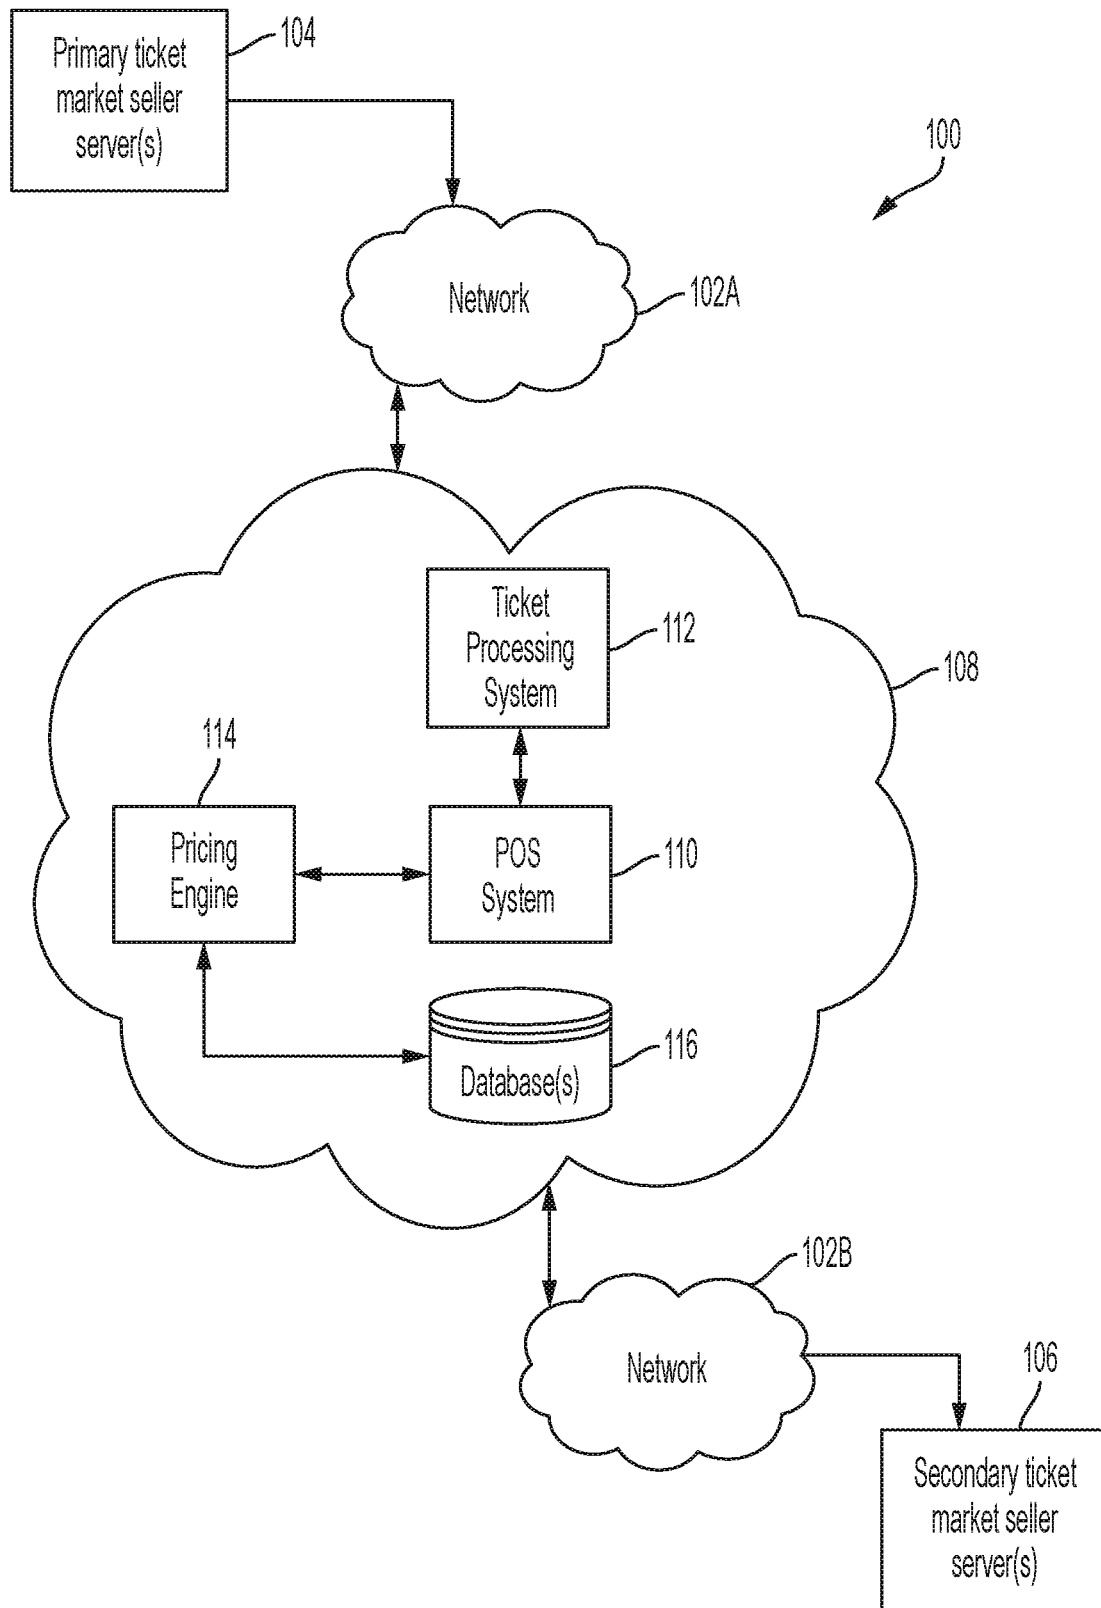 Primary ticket
market seller
server(s)
104
100
Network
102A
Ticket
Processing
System
112
108
114
Pricing
Engine
POS
System
110
Database(s)
116
102B
Network
106
Secondary ticket
market seller
server(s)